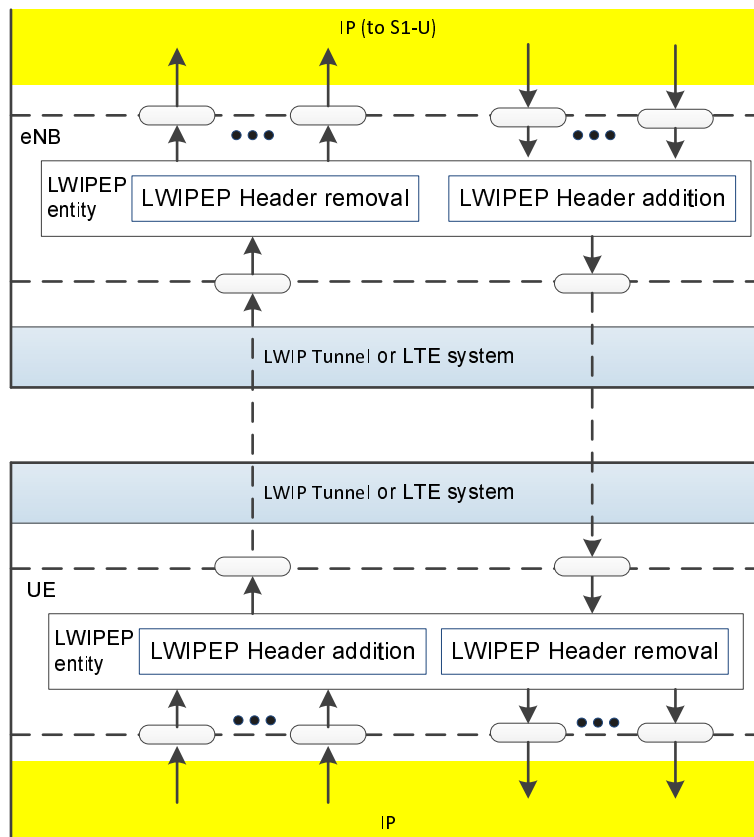 IP (to S1-U)
eNB
LWIPEP
entity
LWIPEP Header removal
LWIPEP Header addition
LWIP Tunnel or LTE system
LWIP Tunnel or LTE system
UE
LWIPEP
entity
LWIPEP Header addition
LWIPEP Header removal
IP